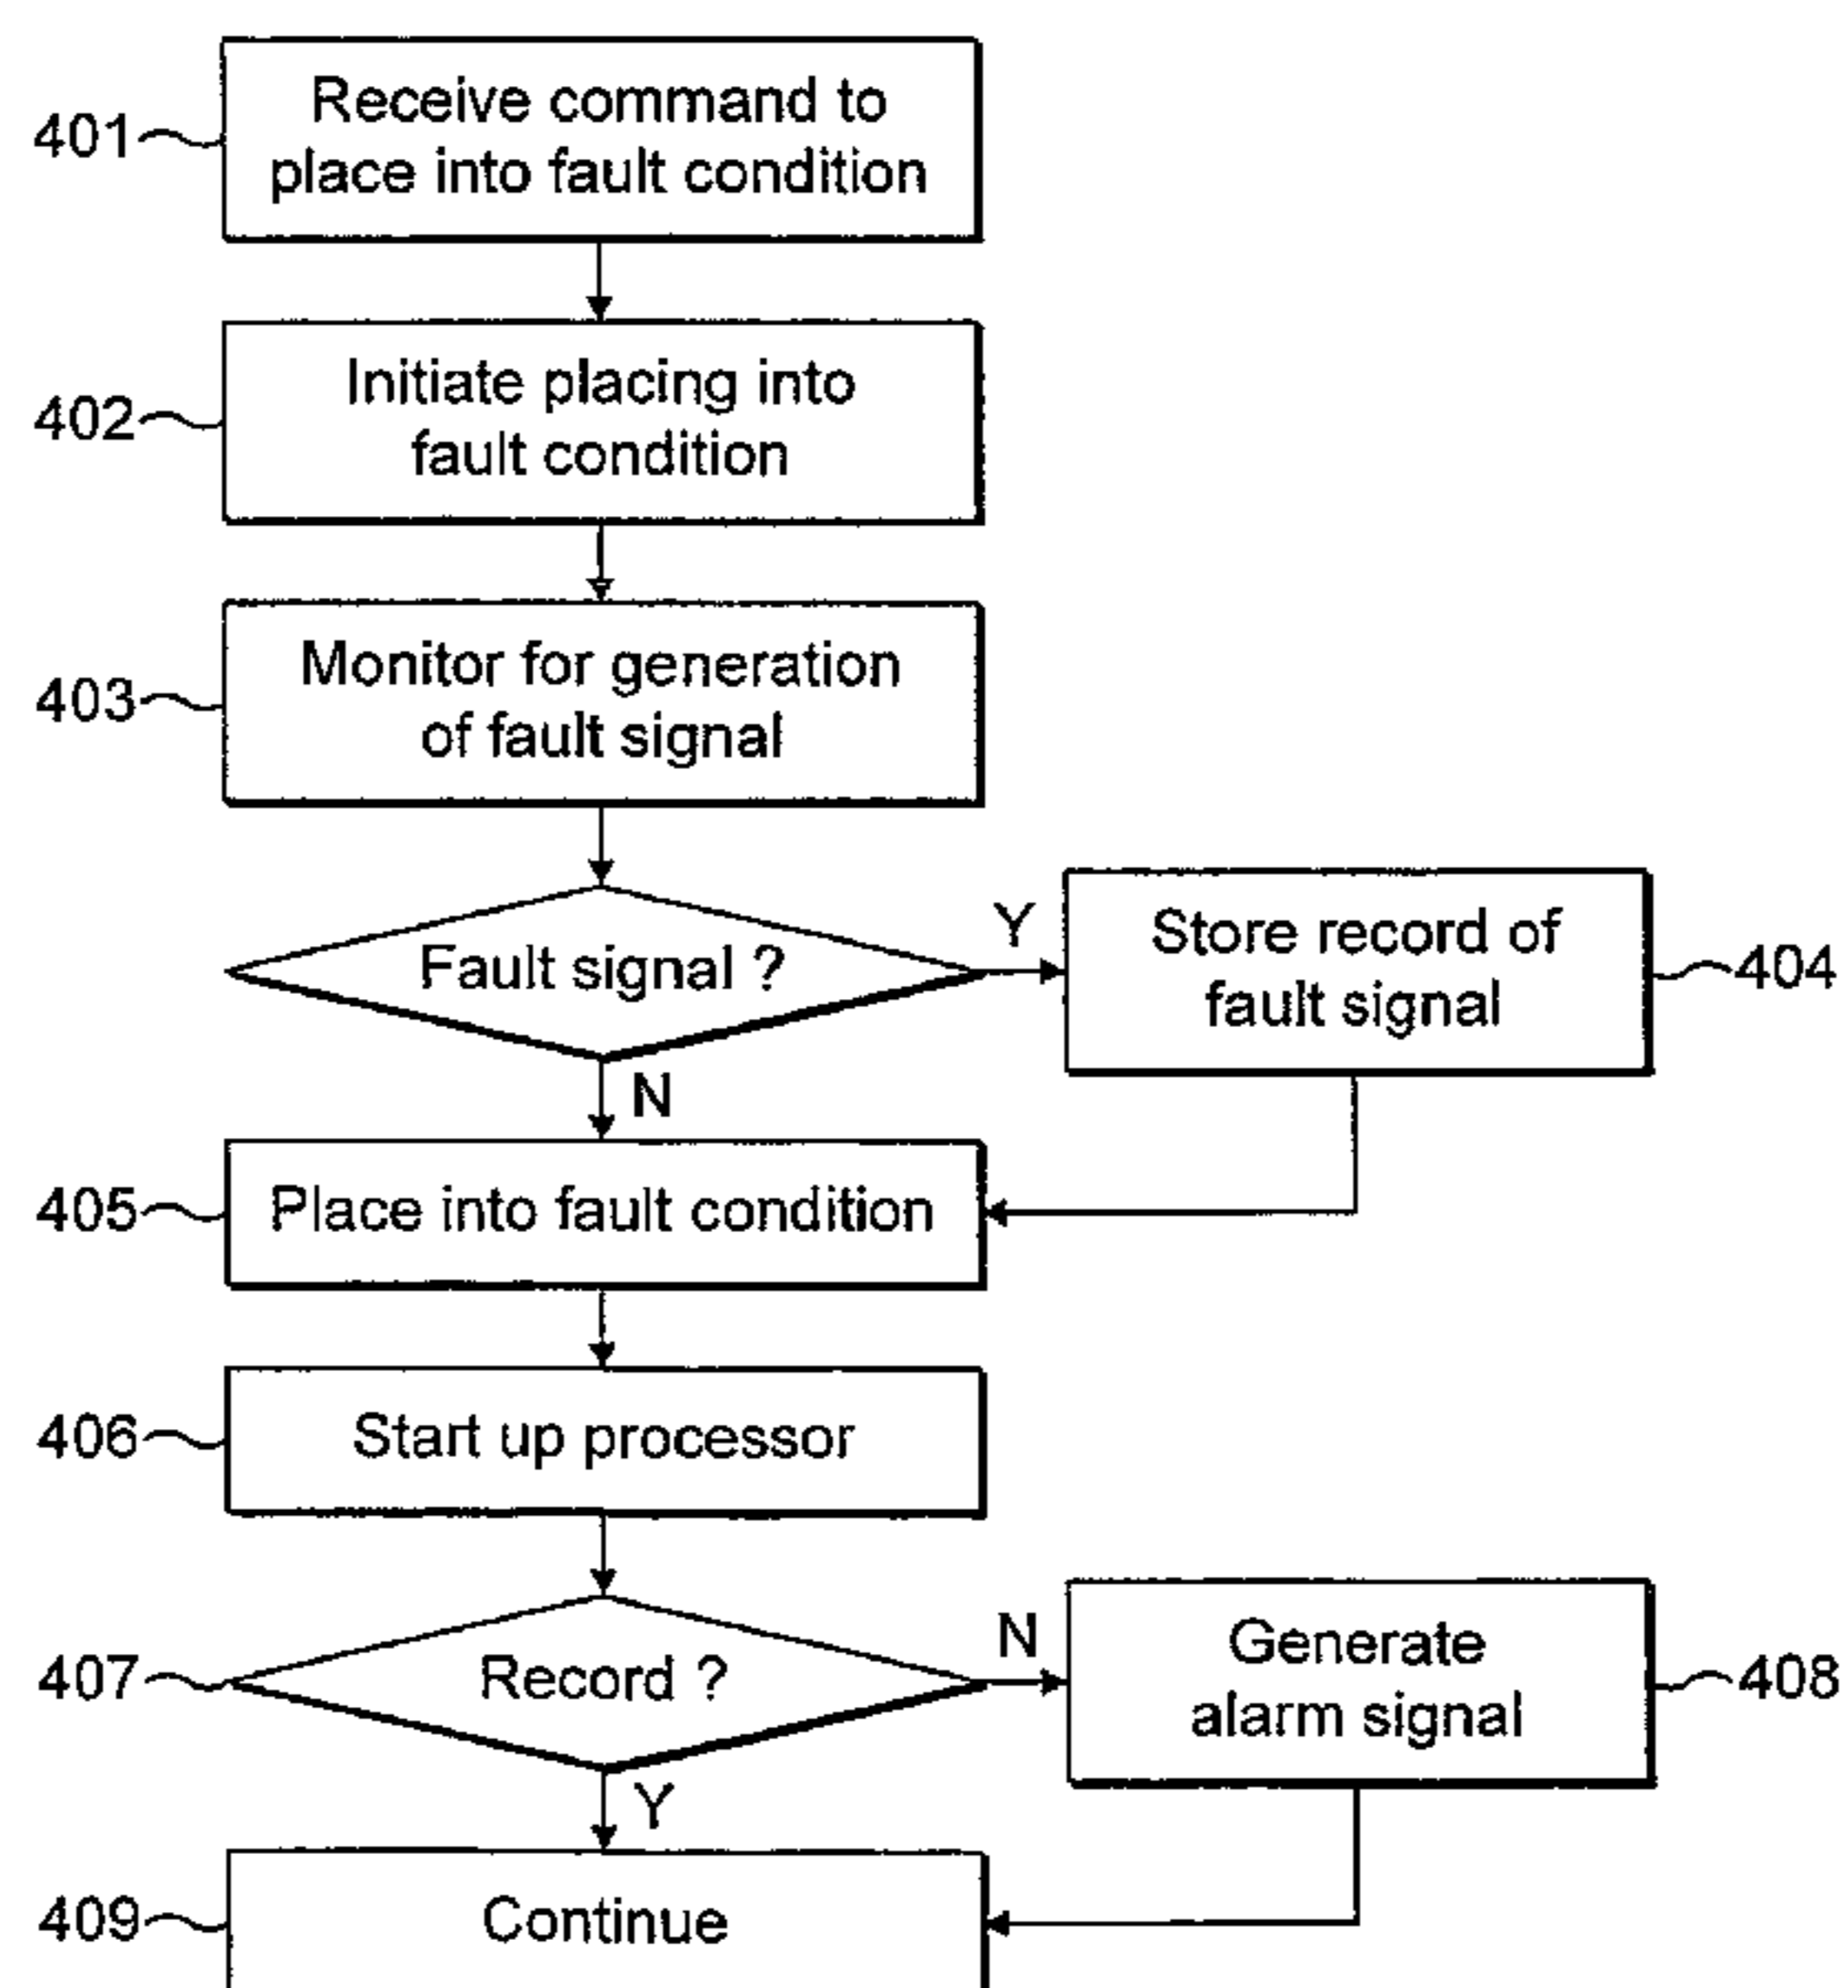 401
Receive command to
place into fault condition
402
Initiate placing into
fault condition
403
Monitor for generation
of fault signal
Fault signal ?
Y
Store record of
fault signal
404
N
405
Place into fault condition
406
Start up processor
407
Record ?
N
Generate
alarm signal
408
Y
409
Continue